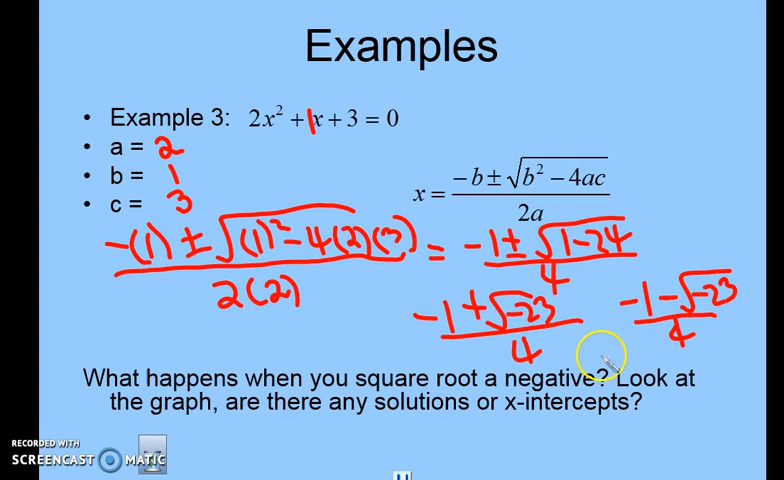 Examples
• Example 3: 2x² + 1x + 3 = 0
• a = 2
• b = 1
• c = 3
x = (-b ± √(b² − 4ac)) / 2a
(-(1) ± √((1)² − 4(2)(3))) / 2(2) = (-1 ± √(1−24)) / 4
(-1 + √-23) / 4 (-1 − √-23) / 4
What happens when you square root a negative? Look at
the graph, are there any solutions or x-intercepts?
RECORDED WITH
SCREENCAST MATIC